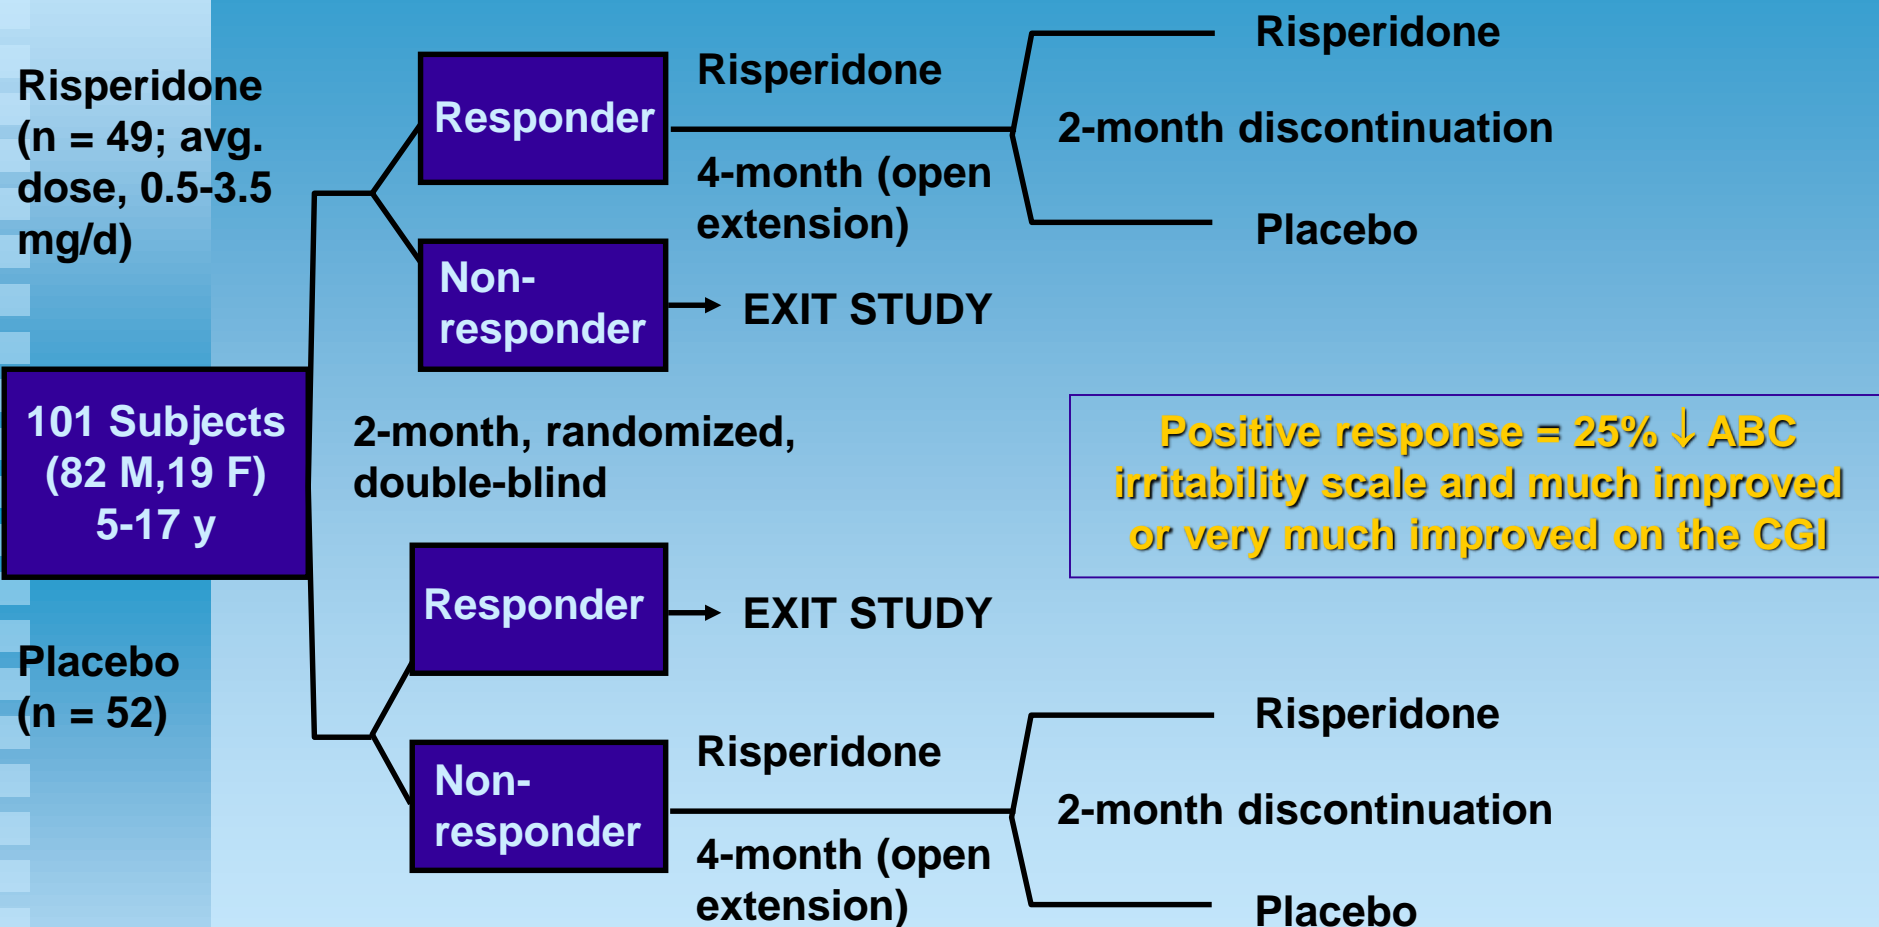 Risperidone
(n = 49; avg.
dose, 0.5-3.5
mg/d)
Responder
Risperidone
4-month (open
extension)
Risperidone
2-month discontinuation
Placebo
Non-
responder
EXIT STUDY
101 Subjects
(82 M,19 F)
5-17 y
2-month, randomized,
double-blind
Positive response = 25% ↓ ABC
irritability scale and much improved
or very much improved on the CGI
Placebo
(n = 52)
Responder
EXIT STUDY
Non-
responder
Risperidone
4-month (open
extension)
Risperidone
2-month discontinuation
Placebo